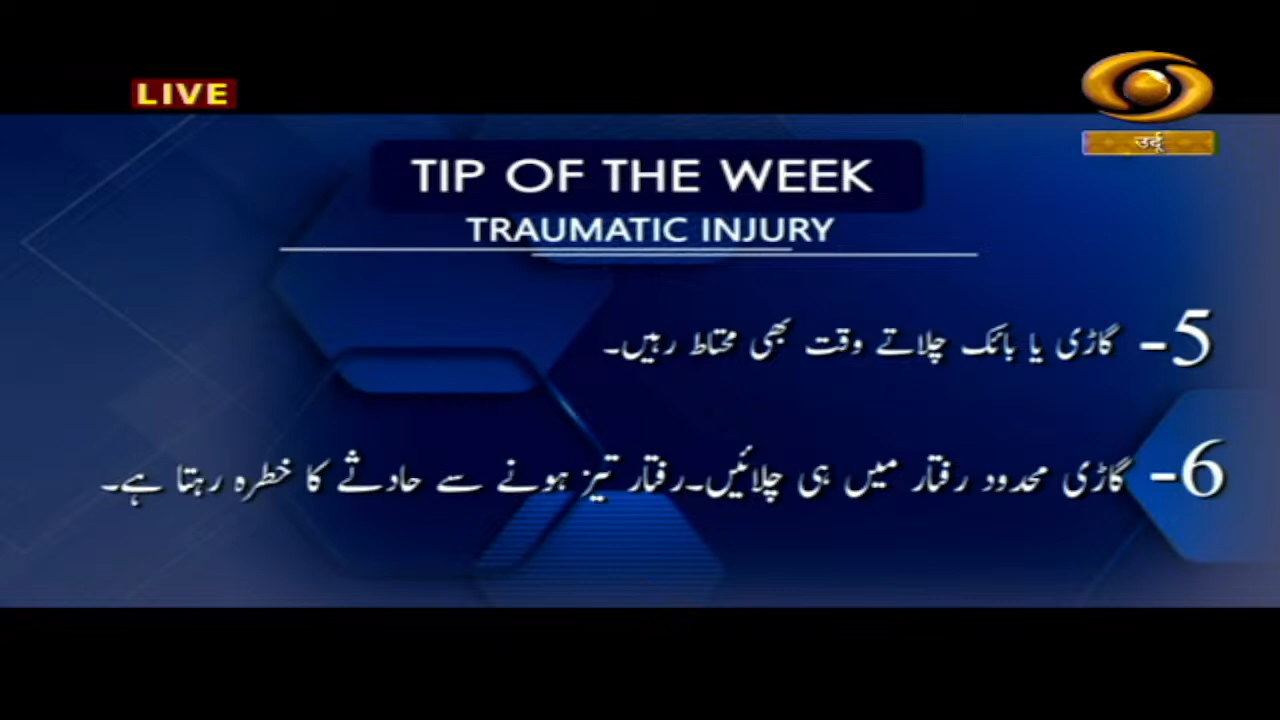 LIVE
उर्दू
TIP OF THE WEEK
TRAUMATIC INJURY
5- گاڑی یا بائک چلاتے وقت بھی محتاط رہیں۔
6- گاڑی محدود رفتار میں ہی چلائیں۔رفتار تیز ہونے سے حادثے کا خطرہ رہتا ہے۔